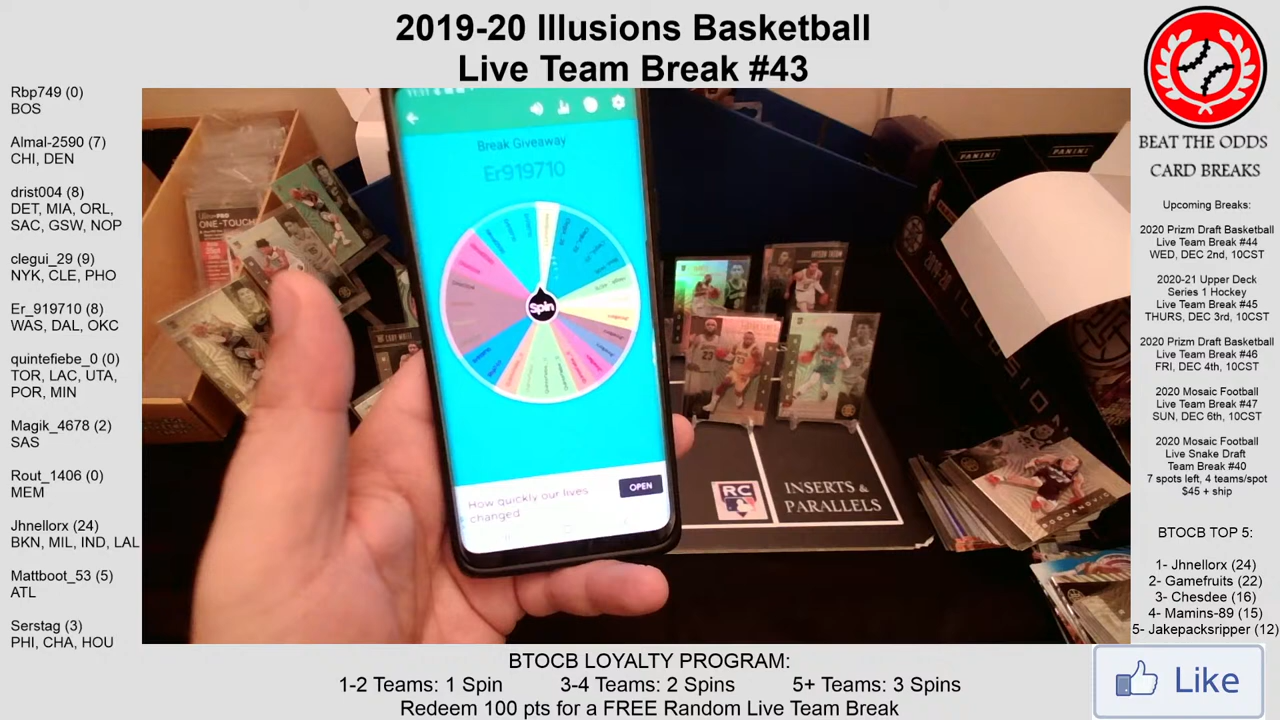 2019-20 Illusions Basketball
Live Team Break #43
Rbp749 (0)
BOS
Almal-2590 (7)
CHI, DEN
drist004 (8)
DET, MIA, ORL,
SAC, GSW, NOP
clegui_29 (9)
NYK, CLE, PHO
Er_919710 (8)
WAS, DAL, OKC
quintefiebe_0 (0)
TOR, LAC, UTA,
POR, MIN
Magik_4678 (2)
SAS
Rout_1406 (0)
MEM
Jhnellorx (24)
BKN, MIL, IND, LAL
Mattboot_53 (5)
ATL
Serstag (3)
PHI, CHA, HOU
Break Giveaway
Er919710
Spin
How quickly our lives
changed
OPEN
ONE-TOUCH
COBY WHITE
PANINI
PANINI
JAYSON TATUM
23
RC
INSERTS &
PARALLELS
BOGDANOVIC
BEAT THE ODDS
CARD BREAKS
Upcoming Breaks:
2020 Prizm Draft Basketball
Live Team Break #44
WED, DEC 2nd, 10CST
2020-21 Upper Deck
Series 1 Hockey
Live Team Break #45
THURS, DEC 3rd, 10CST
2020 Prizm Draft Basketball
Live Team Break #46
FRI, DEC 4th, 10CST
2020 Mosaic Football
Live Team Break #47
SUN, DEC 6th, 10CST
2020 Mosaic Football
Live Snake Draft
Team Break #40
7 spots left, 4 teams/spot
$45 + ship
BTOCB TOP 5:
1- Jhnellorx (24)
2- Gamefruits (22)
3- Chesdee (16)
4- Mamins-89 (15)
5- Jakepacksripper (12)
BTOCB LOYALTY PROGRAM:
1-2 Teams: 1 Spin 3-4 Teams: 2 Spins 5+ Teams: 3 Spins
Redeem 100 pts for a FREE Random Live Team Break
Like